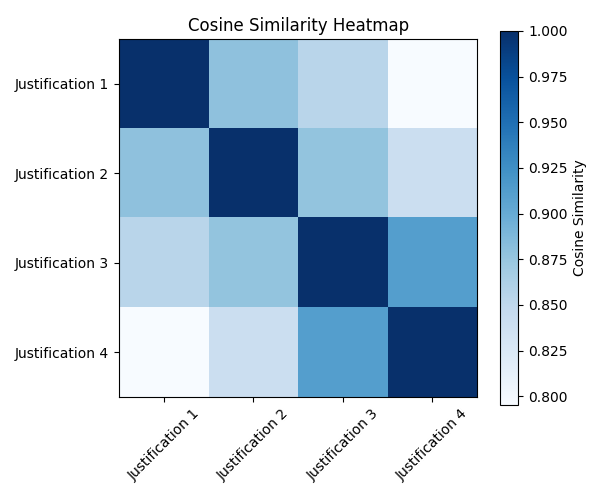 Cosine Similarity Heatmap
Justification 1
Justification 2
Justification 3
Justification 4
Justification 1
Justification 2
Justification 3
Justification 4
1.000
0.975
0.950
0.925
0.900
0.875
0.850
0.825
0.800
Cosine Similarity